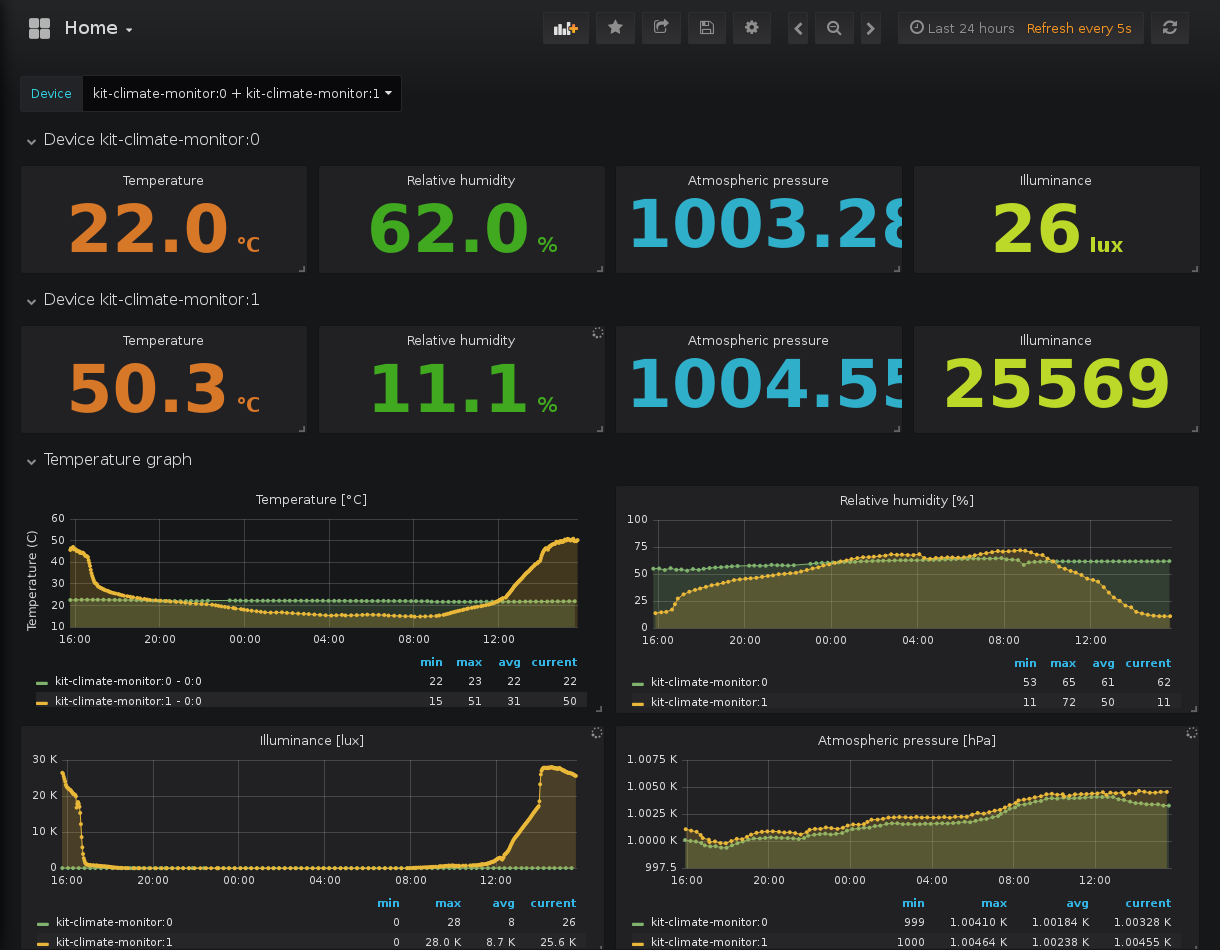 Home
Last 24 hours Refresh every 5s
Device kit-climate-monitor:0 + kit-climate-monitor:1
Device kit-climate-monitor:0
Temperature Relative humidity Atmospheric pressure Illuminance
22.0 °C 62.0 % 1003.28 26 lux
Device kit-climate-monitor:1
Temperature Relative humidity Atmospheric pressure Illuminance
50.3 °C 11.1 % 1004.55 25569
Temperature graph
Temperature [°C]
Temperature (C)
60
50
40
30
20
10
16:00 20:00 00:00 04:00 08:00 12:00
min max avg current
kit-climate-monitor:0 - 0:0 22 23 22 22
kit-climate-monitor:1 - 0:0 15 51 31 50
Relative humidity [%]
100
75
50
25
0
16:00 20:00 00:00 04:00 08:00 12:00
min max avg current
kit-climate-monitor:0 53 65 61 62
kit-climate-monitor:1 11 72 50 11
Illuminance [lux]
30 K
20 K
10 K
0
16:00 20:00 00:00 04:00 08:00 12:00
min max avg current
kit-climate-monitor:0 0 28 8 26
kit-climate-monitor:1 0 28.0 K 8.7 K 25.6 K
Atmospheric pressure [hPa]
1.0075 K
1.0050 K
1.0025 K
1.0000 K
997.5
16:00 20:00 00:00 04:00 08:00 12:00
min max avg current
kit-climate-monitor:0 999 1.00410 K 1.00184 K 1.00328 K
kit-climate-monitor:1 1000 1.00464 K 1.00238 K 1.00455 K